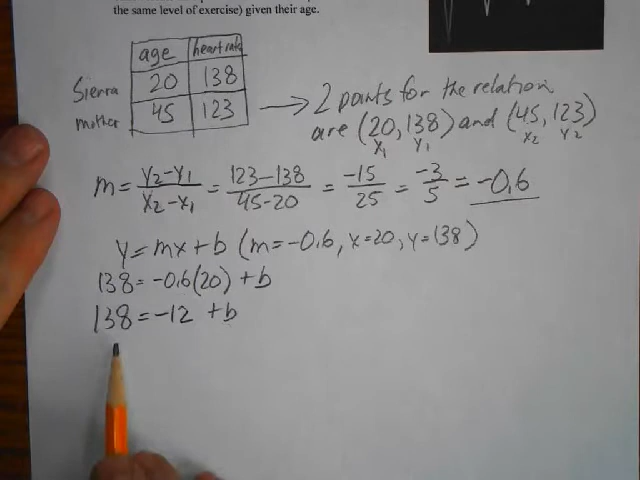 the same level of exercise) given their age.
age heart rate
Sierra 20 138
mother 45 123 → 2 points for the relation
are (20, 138) and (45, 123)
x₁ y₁ x₂ y₂
m = y₂-y₁/x₂-x₁ = 123-138/45-20 = -15/25 = -3/5 = -0.6
y = mx + b (m = -0.6, x = 20, y = 138)
138 = -0.6(20) + b
138 = -12 + b